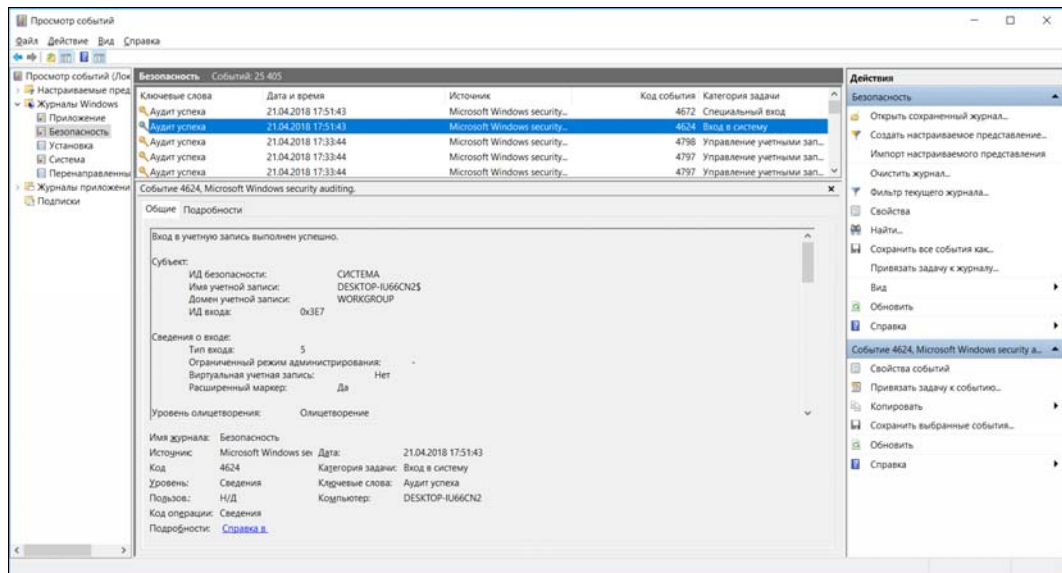 Просмотр событий
Файл Действие Вид Справка
Просмотр событий (Лок
Настраиваемые пред
Журналы Windows
Приложение
Безопасность
Установка
Система
Перенаправленны
Журналы приложени
Подписки
Безопасность Событий: 25 405
Ключевые слова Дата и время Источник Код события Категория задачи
Аудит успеха 21.04.2018 17:51:43 Microsoft Windows security... 4672 Специальный вход
Аудит успеха 21.04.2018 17:51:43 Microsoft Windows security... 4624 Вход в систему
Аудит успеха 21.04.2018 17:33:44 Microsoft Windows security... 4798 Управление учетными зап...
Аудит успеха 21.04.2018 17:33:44 Microsoft Windows security... 4797 Управление учетными зап...
Аудит успеха 21.04.2018 17:33:44 Microsoft Windows security... 4797 Управление учетными зап...
Событие 4624, Microsoft Windows security auditing.
Общие Подробности
Вход в учетную запись выполнен успешно.
Субъект:
ИД безопасности: СИСТЕМА
Имя учетной записи: DESKTOP-IU66CN2$
Домен учетной записи: WORKGROUP
ИД входа: 0x3E7
Сведения о входе:
Тип входа: 5
Ограниченный режим администрирования: -
Виртуальная учетная запись: Нет
Расширенный маркер: Да
Уровень олицетворения: Олицетворение
Имя журнала: Безопасность
Источник: Microsoft Windows sec Дата: 21.04.2018 17:51:43
Код 4624 Категория задачи: Вход в систему
Уровень: Сведения Ключевые слова: Аудит успеха
Пользов.: Н/Д Компьютер: DESKTOP-IU66CN2
Код операции: Сведения
Подробности: Справка в
Действия
Безопасность
Открыть сохраненный журнал...
Создать настраиваемое представление...
Импорт настраиваемого представления
Очистить журнал...
Фильтр текущего журнала...
Свойства
Найти...
Сохранить все события как...
Привязать задачу к журналу...
Вид
Обновить
Справка
Событие 4624, Microsoft Windows security a...
Свойства событий
Привязать задачу к событию...
Копировать
Сохранить выбранные события...
Обновить
Справка